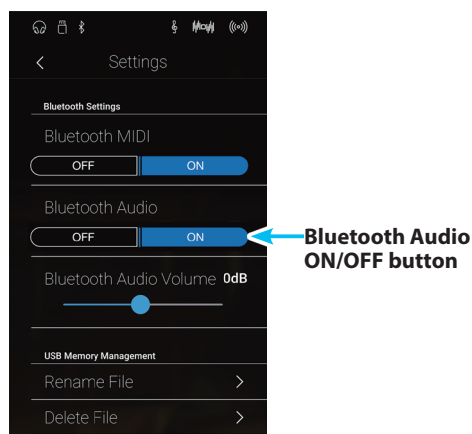 Settings
Bluetooth Settings
Bluetooth MIDI
OFF ON
Bluetooth Audio
OFF ON
Bluetooth Audio
ON/OFF button
Bluetooth Audio Volume 0dB
USB Memory Management
Rename File
Delete File